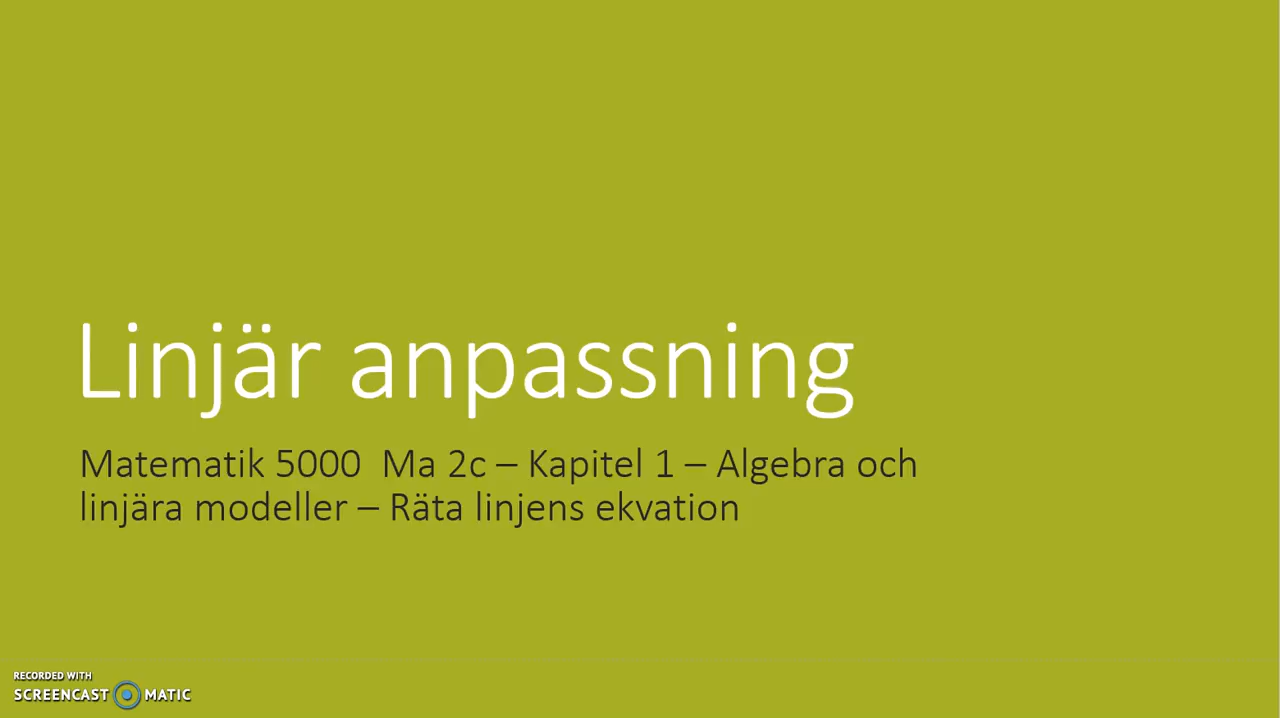 Linjär anpassning
Matematik 5000  Ma 2c – Kapitel 1 – Algebra och
linjära modeller – Räta linjens ekvation
RECORDED WITH
SCREENCAST MATIC